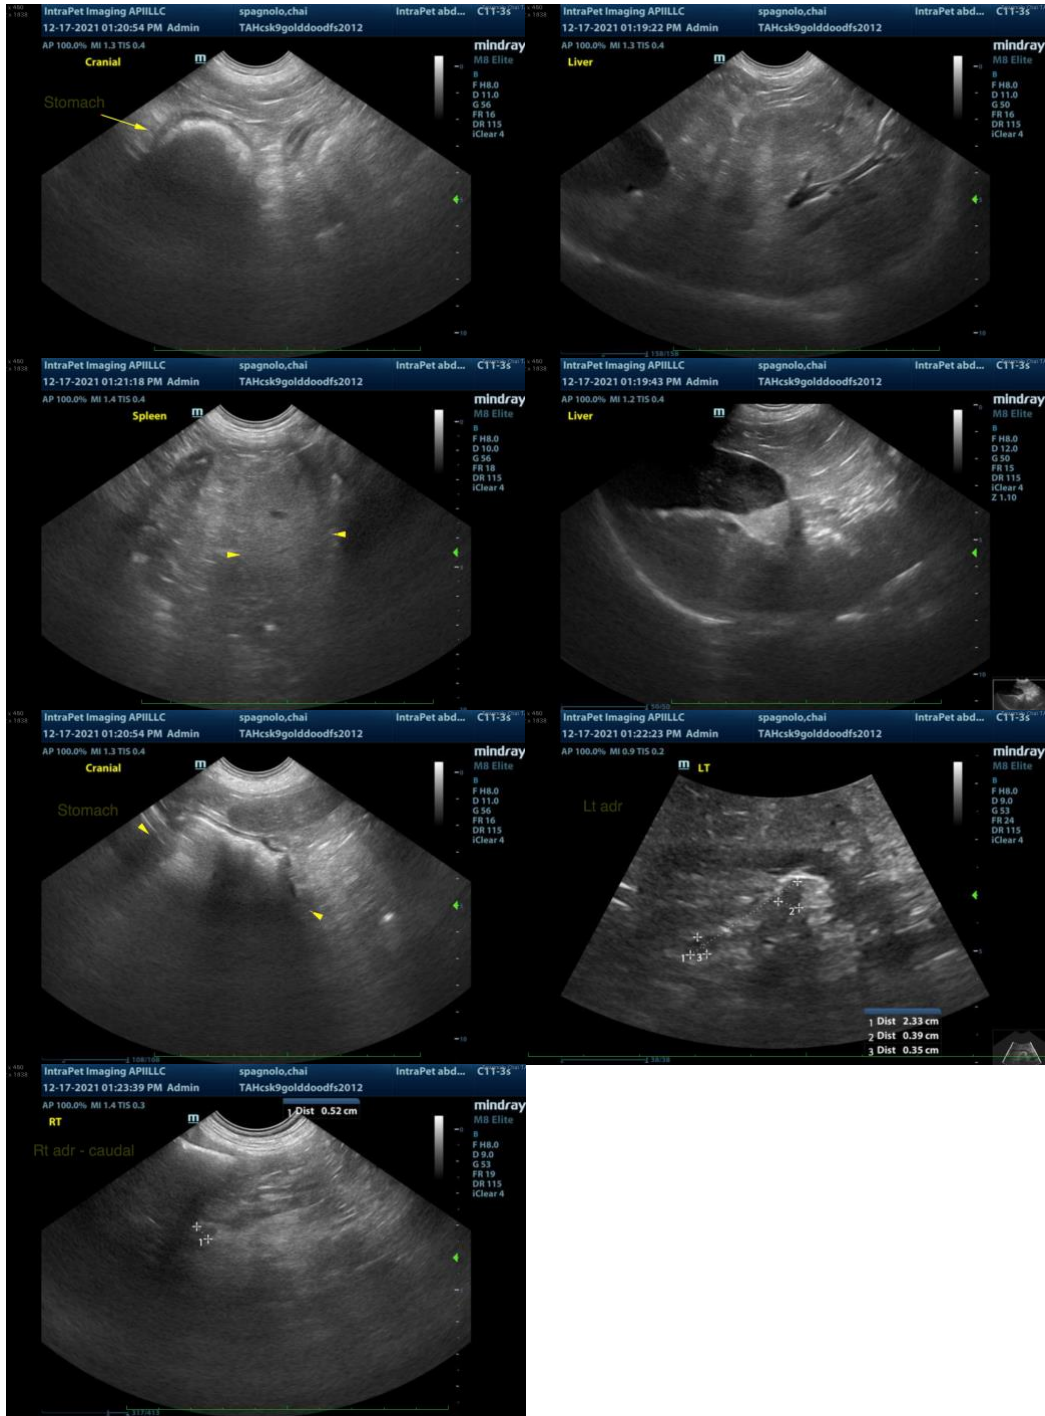 IntraPet Imaging APIILLC spagnolo,chai IntraPet abd... C11-3s
12-17-2021 01:20:54 PM Admin TAHcsk9golddoodfs2012
AP 100.0% MI 1.3 TIS 0.4
mindray
M8 Elite
Cranial
m
Stomach
B
F H8.0
D 11.0
G 56
FR 16
DR 115
iClear 4
IntraPet Imaging APIILLC spagnolo,chai IntraPet abd... C11-3s
12-17-2021 01:19:22 PM Admin TAHcsk9golddoodfs2012
AP 100.0% MI 1.3 TIS 0.4
mindray
M8 Elite
Liver
m
B
F H8.0
D 11.0
G 50
FR 16
DR 115
iClear 4
158/158
IntraPet Imaging APIILLC spagnolo,chai IntraPet abd... C11-3s
12-17-2021 01:21:18 PM Admin TAHcsk9golddoodfs2012
AP 100.0% MI 1.4 TIS 0.4
mindray
M8 Elite
Spleen
m
B
F H8.0
D 10.0
G 56
FR 18
DR 115
iClear 4
IntraPet Imaging APIILLC spagnolo,chai IntraPet abd... C11-3s
12-17-2021 01:19:43 PM Admin TAHcsk9golddoodfs2012
AP 100.0% MI 1.2 TIS 0.4
mindray
M8 Elite
Liver
m
B
F H8.0
D 12.0
G 50
FR 15
DR 115
iClear 4
Z 1.10
50/50
IntraPet Imaging APIILLC spagnolo,chai IntraPet abd... C11-3s
12-17-2021 01:20:54 PM Admin TAHcsk9golddoodfs2012
AP 100.0% MI 1.3 TIS 0.4
mindray
M8 Elite
Cranial
m
Stomach
B
F H8.0
D 11.0
G 56
FR 16
DR 115
iClear 4
168/168
IntraPet Imaging APIILLC spagnolo,chai IntraPet abd... C11-3s
12-17-2021 01:22:23 PM Admin TAHcsk9golddoodfs2012
AP 100.0% MI 0.9 TIS 0.2
mindray
M8 Elite
m LT
Lt adr
B
F H8.0
D 9.0
G 53
FR 24
DR 115
iClear 4
2
1 3
1 Dist 2.33 cm
2 Dist 0.39 cm
3 Dist 0.35 cm
58/58
IntraPet Imaging APIILLC spagnolo,chai IntraPet abd... C11-3s
12-17-2021 01:23:39 PM Admin TAHcsk9golddoodfs2012
AP 100.0% MI 1.4 TIS 0.3
1 Dist 0.52 cm
mindray
M8 Elite
RT
m
Rt adr - caudal
B
F H8.0
D 9.0
G 53
FR 19
DR 115
iClear 4
1
317/413